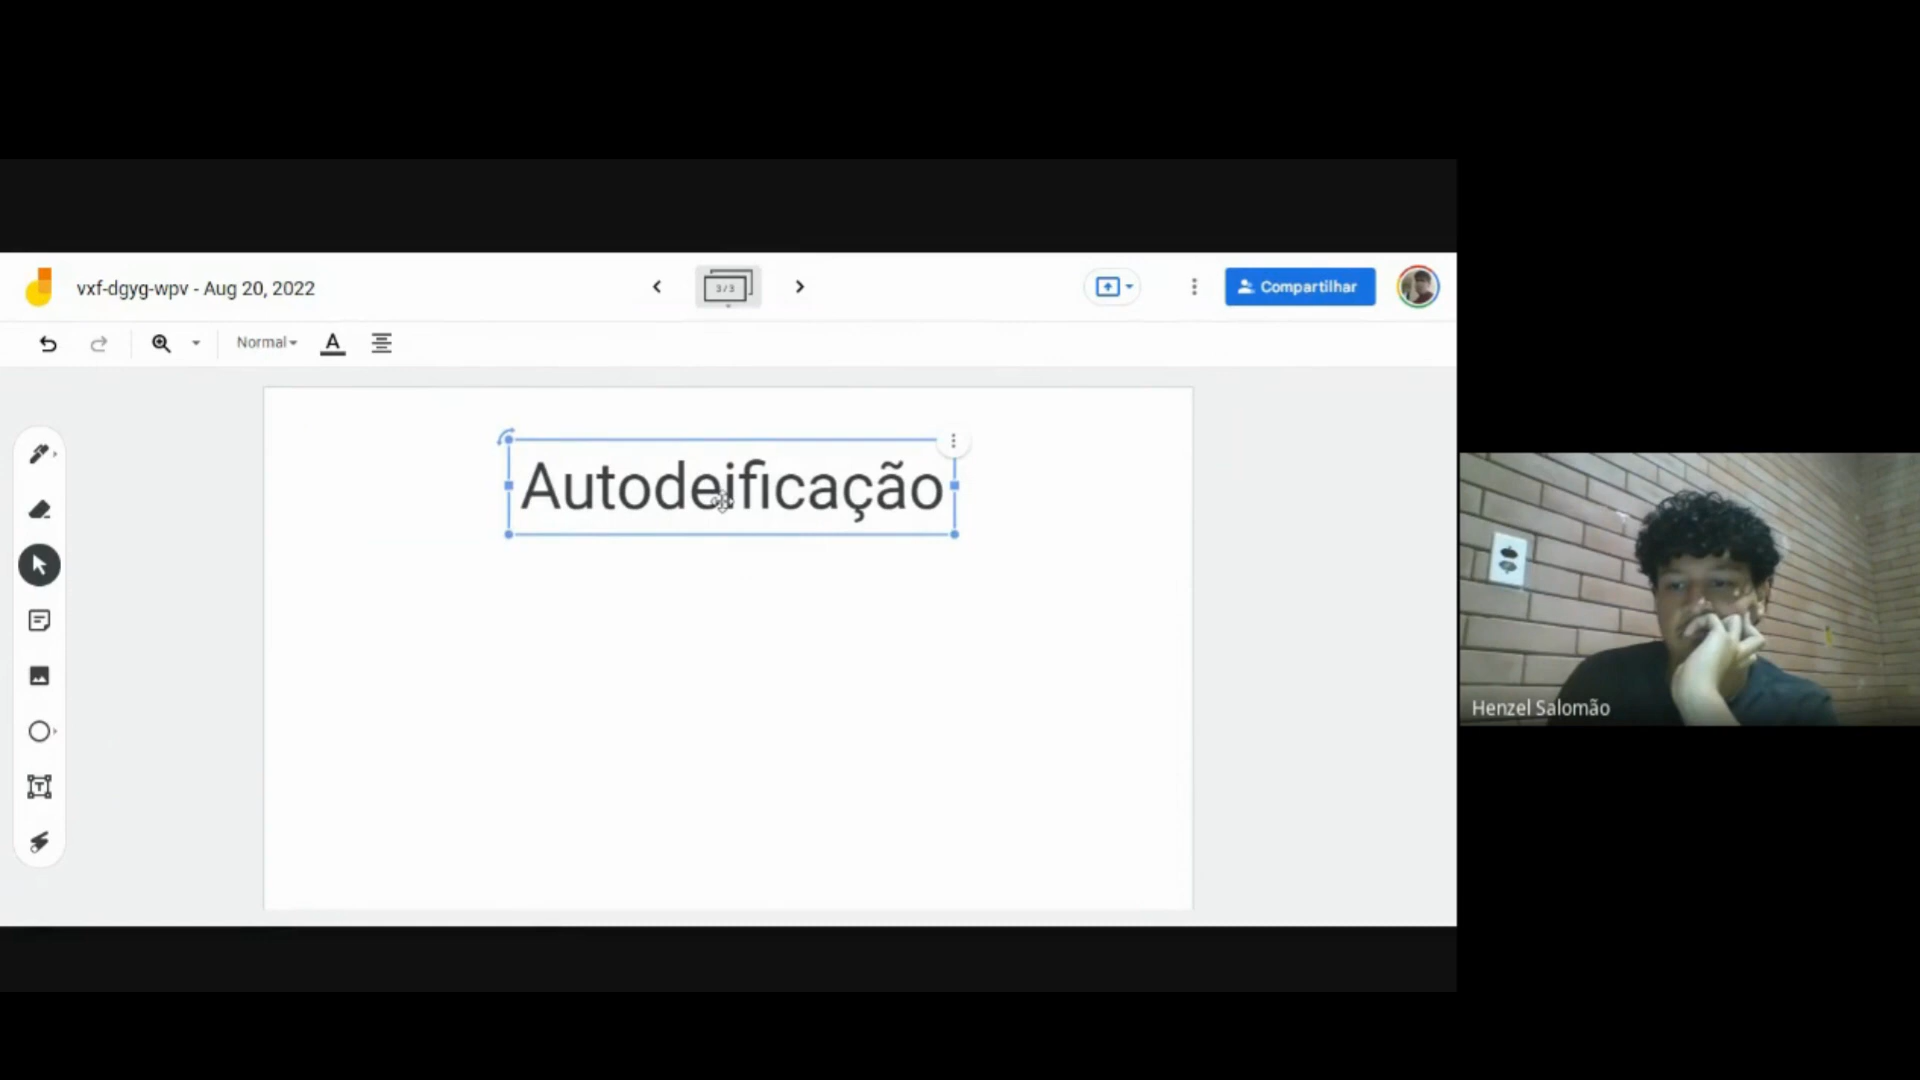 vxf-dgyg-wpv - Aug 20, 2022
3/3
Compartilhar
Normal
A
Autodeificação
Henzel Salomão